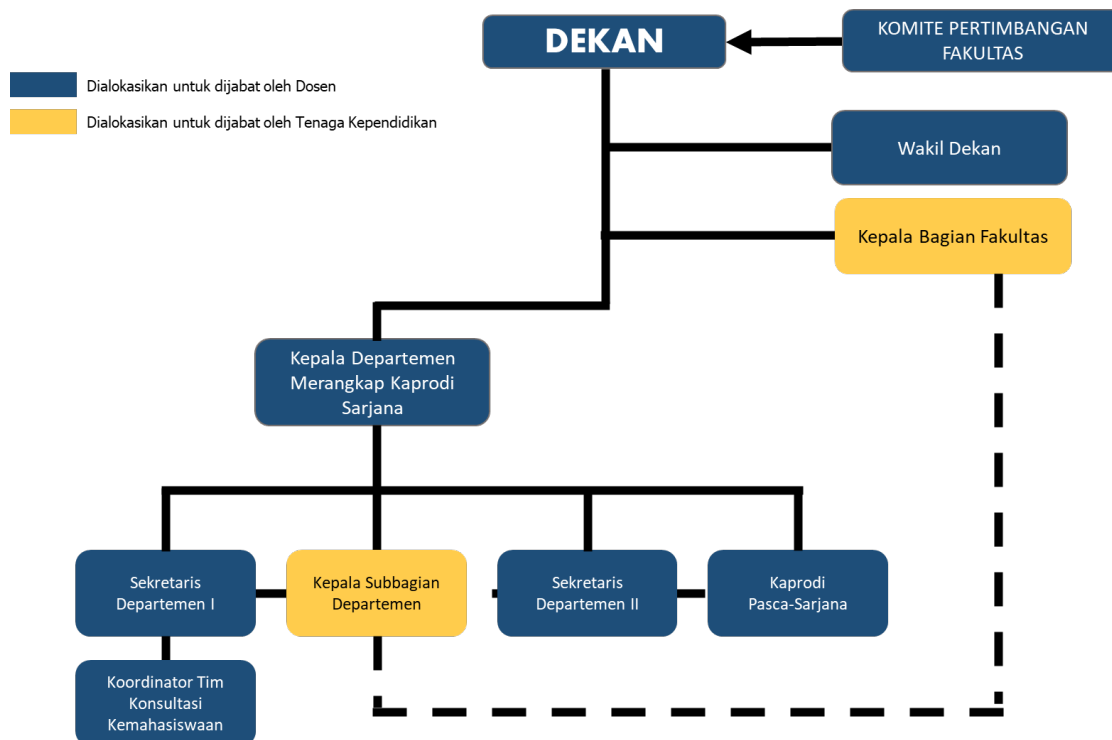 DEKAN
KOMITE PERTIMBANGAN
FAKULTAS
Dialokasikan untuk dijabat oleh Dosen
Dialokasikan untuk dijabat oleh Tenaga Kependidikan
Wakil Dekan
Kepala Bagian Fakultas
Kepala Departemen
Merangkap Kaprodi
Sarjana
Sekretaris
Departemen I
Kepala Subbagian
Departemen
Sekretaris
Departemen II
Kaprodi
Pasca-Sarjana
Koordinator Tim
Konsultasi
Kemahasiswaan